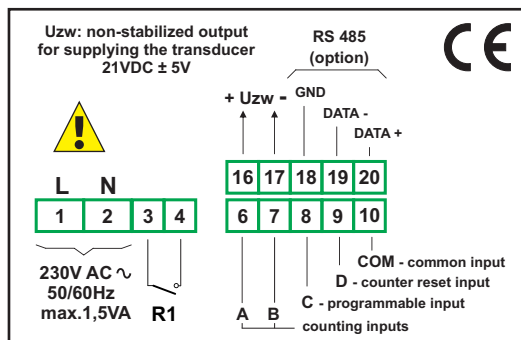 Uzw: non-stabilized output
for supplying the transducer
21VDC ± 5V
RS 485
(option)
CE
+ Uzw -
GND
DATA -
DATA +
16 17 18 19 20
L N
1 2 3 4
6 7 8 9 10
230V AC ~
50/60Hz
max.1,5VA
R1
COM - common input
D - counter reset input
C - programmable input
A B
counting inputs